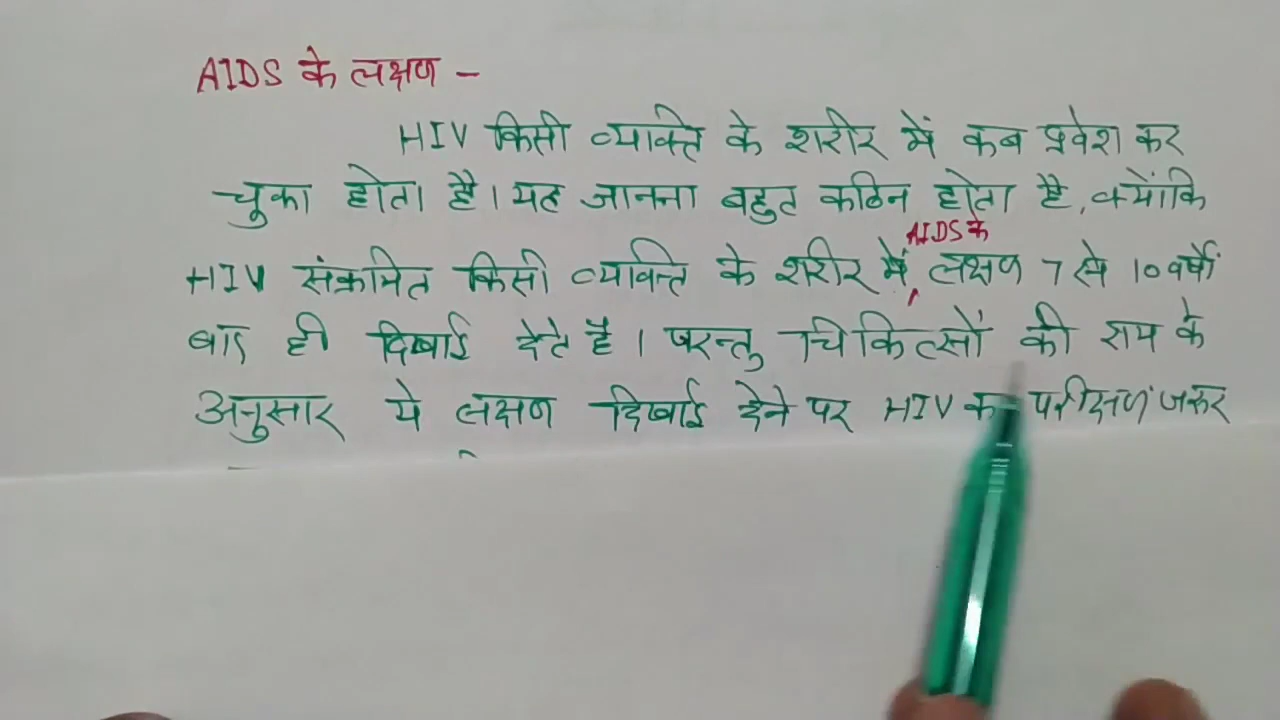 AIDS के लक्षण -
HIV किसी व्यक्ति के शरीर में कब प्रवेश कर
चुका होता है। यह जानना बहुत कठिन होता है, क्योंकि
AIDS के
HIV संक्रमित किसी व्यक्ति के शरीर में, लक्षण 7 से 10 वर्षों
बाद ही दिखाई देते है। परन्तु चिकित्सों की राय के
अनुसार ये लक्षण दिखाई देने पर HIV का परीक्षण जरूर